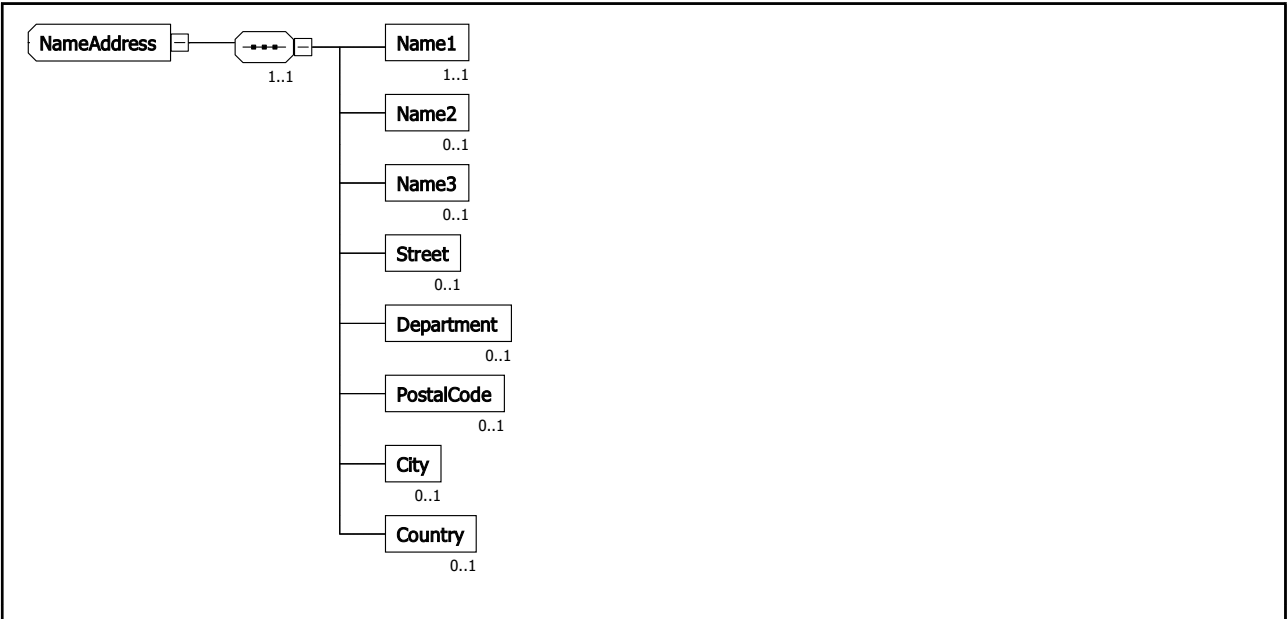 NameAddress
1..1
Name1
1..1
Name2
0..1
Name3
0..1
Street
0..1
Department
0..1
PostalCode
0..1
City
0..1
Country
0..1